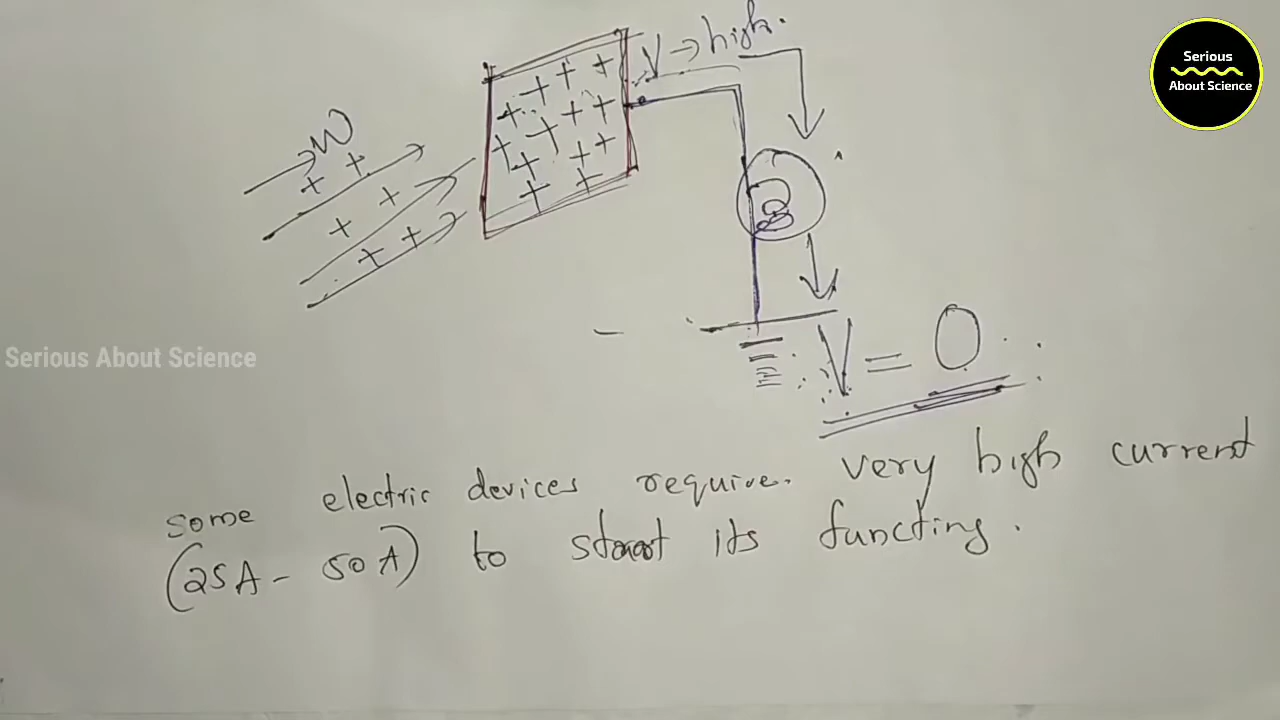 Serious
About Science
V → high.
W
+ + + + + +
+ + + + + + + + + + + + + +
V = 0
Serious About Science
some electric devices require. very high current
(25A - 50A) to start its functing.